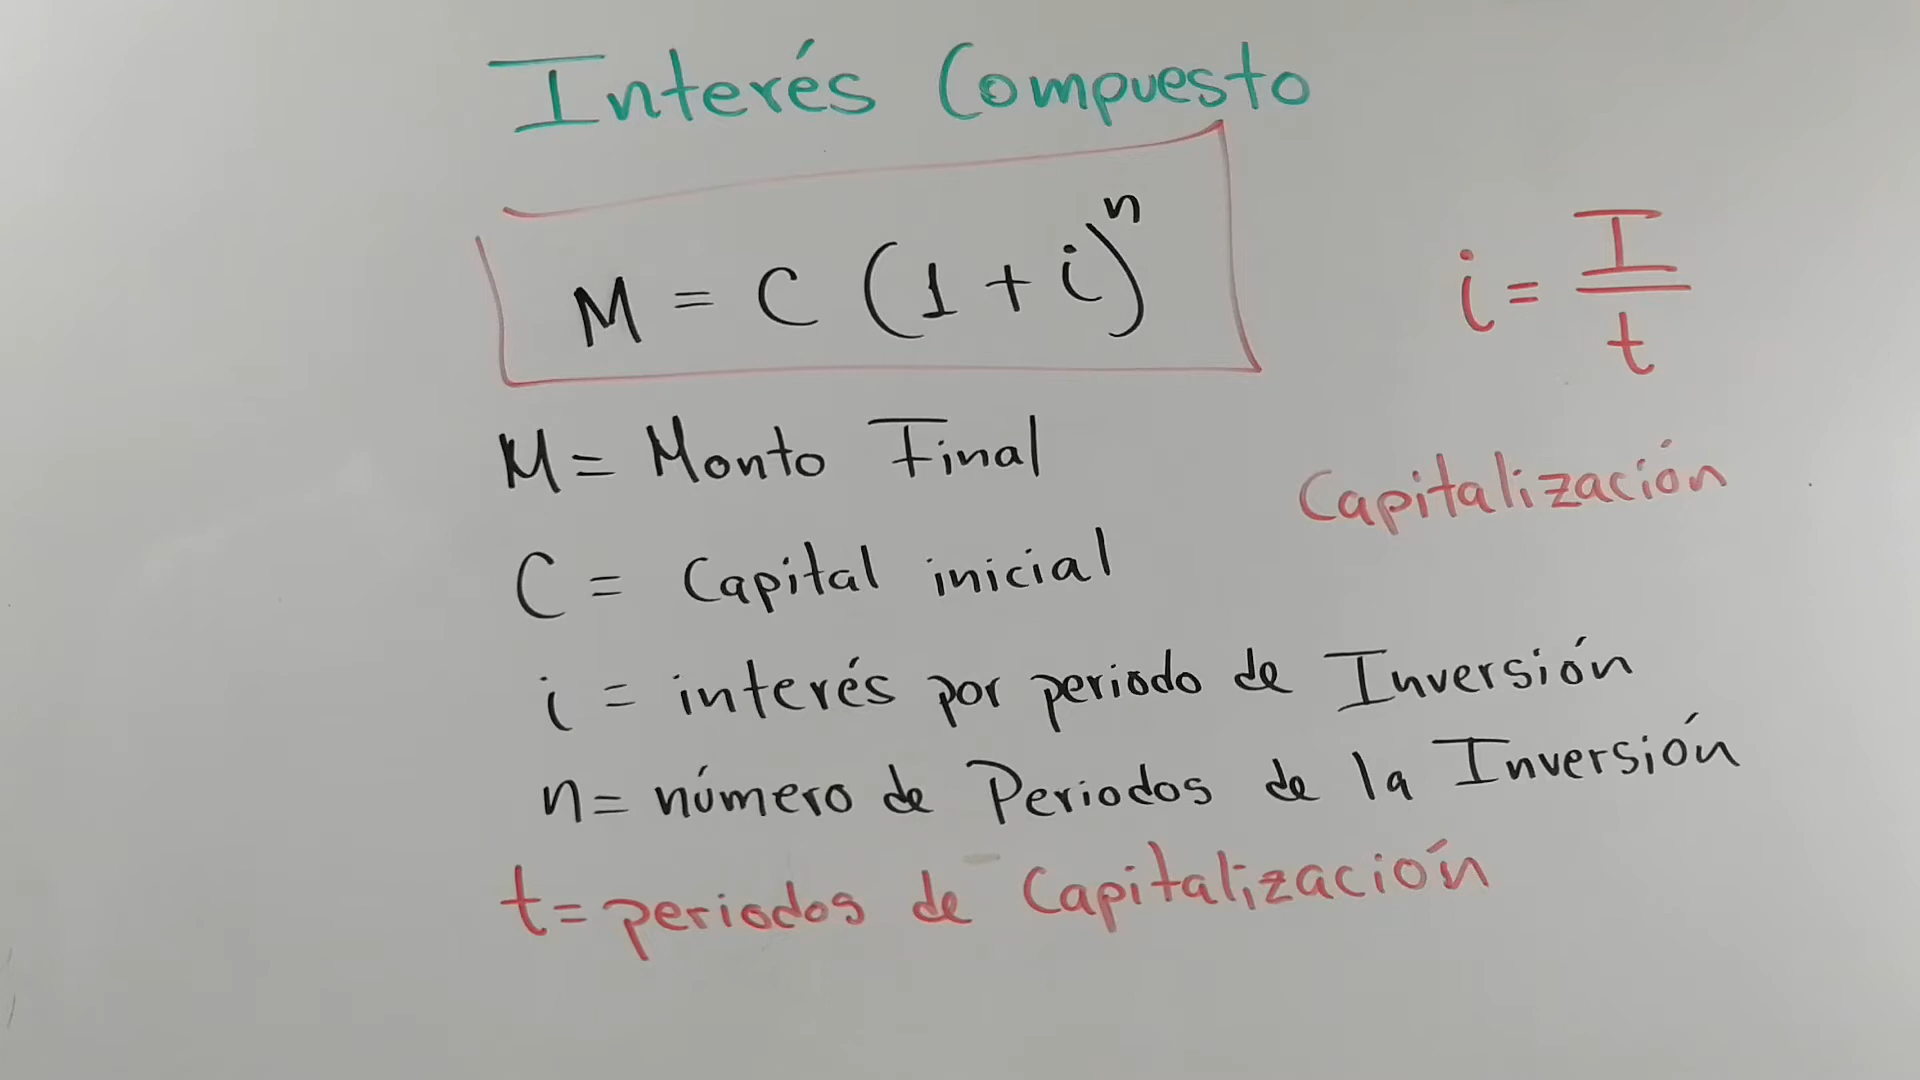 Interés Compuesto
M = C (1 + i)^n
i = I/t
M = Monto Final
Capitalización
C = Capital inicial
i = interés por periodo de Inversión
n = número de Periodos de la Inversión
t = periodos de Capitalización